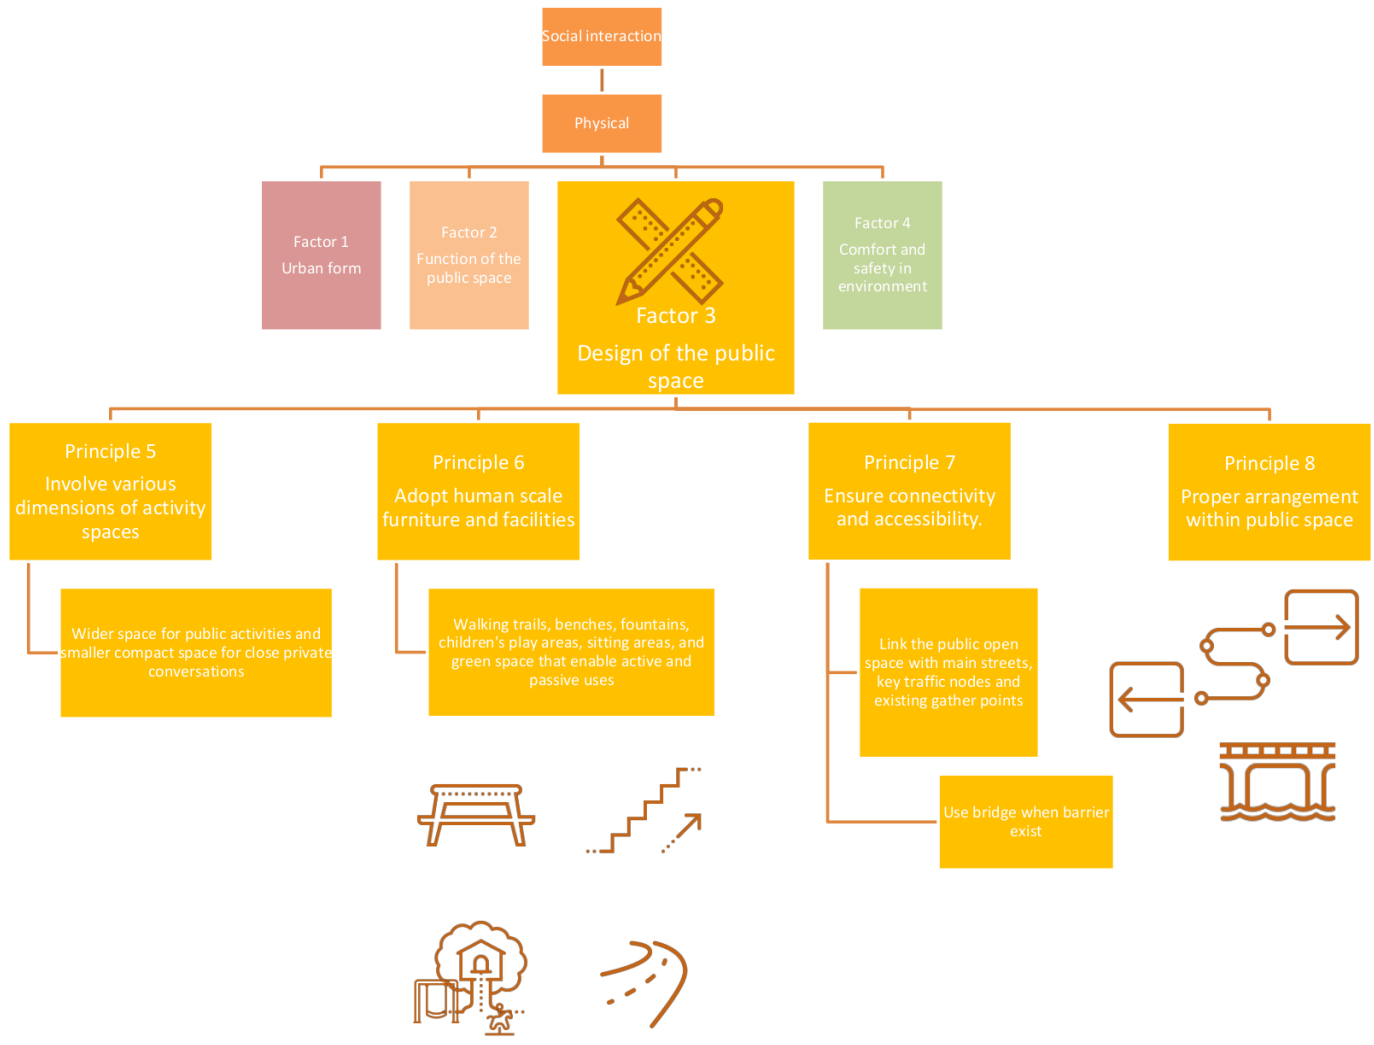 Social interaction
Physical
Factor 1
Urban form
Factor 2
Function of the
public space
Factor 3
Design of the public
space
Factor 4
Comfort and
safety in
environment
Principle 5
Involve various
dimensions of activity
spaces
Wider space for public activities and
smaller compact space for close private
conversations
Principle 6
Adopt human scale
furniture and facilities
Walking trails, benches, fountains,
children's play areas, sitting areas, and
green space that enable active and
passive uses
Principle 7
Ensure connectivity
and accessibility.
Link the public open
space with main streets,
key traffic nodes and
existing gather points
Use bridge when barrier
exist
Principle 8
Proper arrangement
within public space